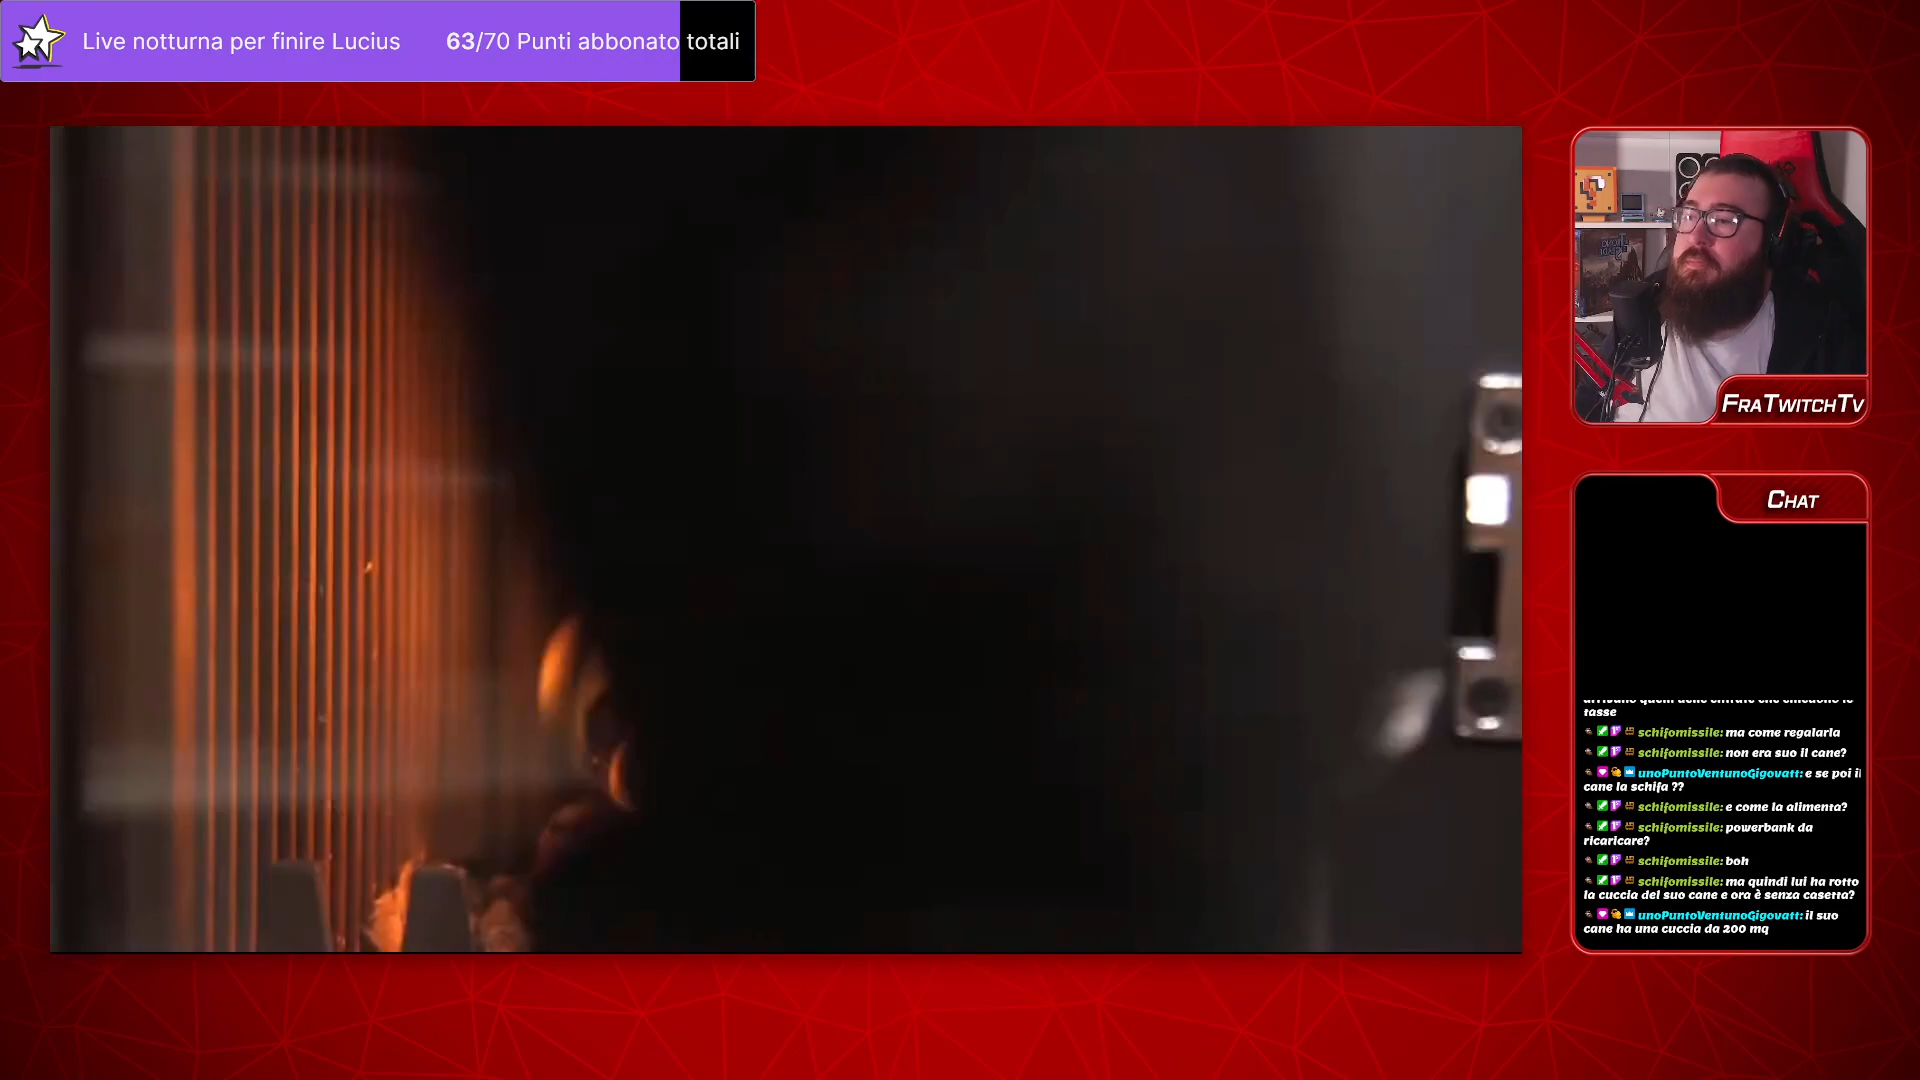 Live notturna per finire Lucius
63/70 Punti abbonato totali
FraTwitchTv
Chat
tasse
schifomissile: ma come regalarla
schifomissile: non era suo il cane?
unoPuntoVentunoGigovatt: e se poi il
cane la schifa ??
schifomissile: e come la alimenta?
schifomissile: powerbank da
ricaricare?
schifomissile: boh
schifomissile: ma quindi lui ha rotto
la cuccia del suo cane e ora è senza casetta?
unoPuntoVentunoGigovatt: il suo
cane ha una cuccia da 200 mq